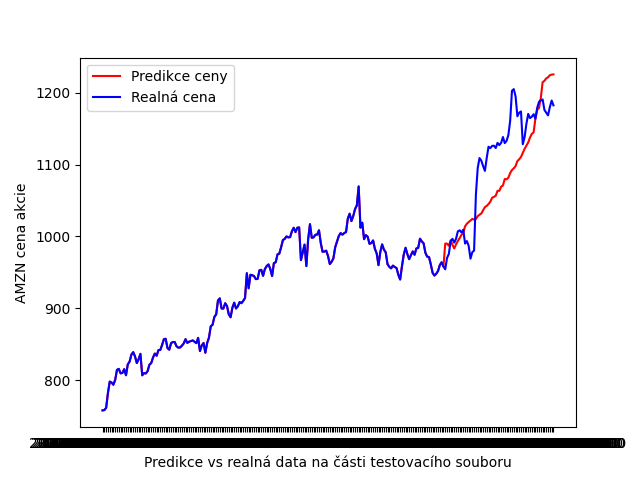 Predikce ceny
Realná cena
1200
1100
1000
900
800
AMZN cena akcie
Predikce vs realná data na části testovacího souboru